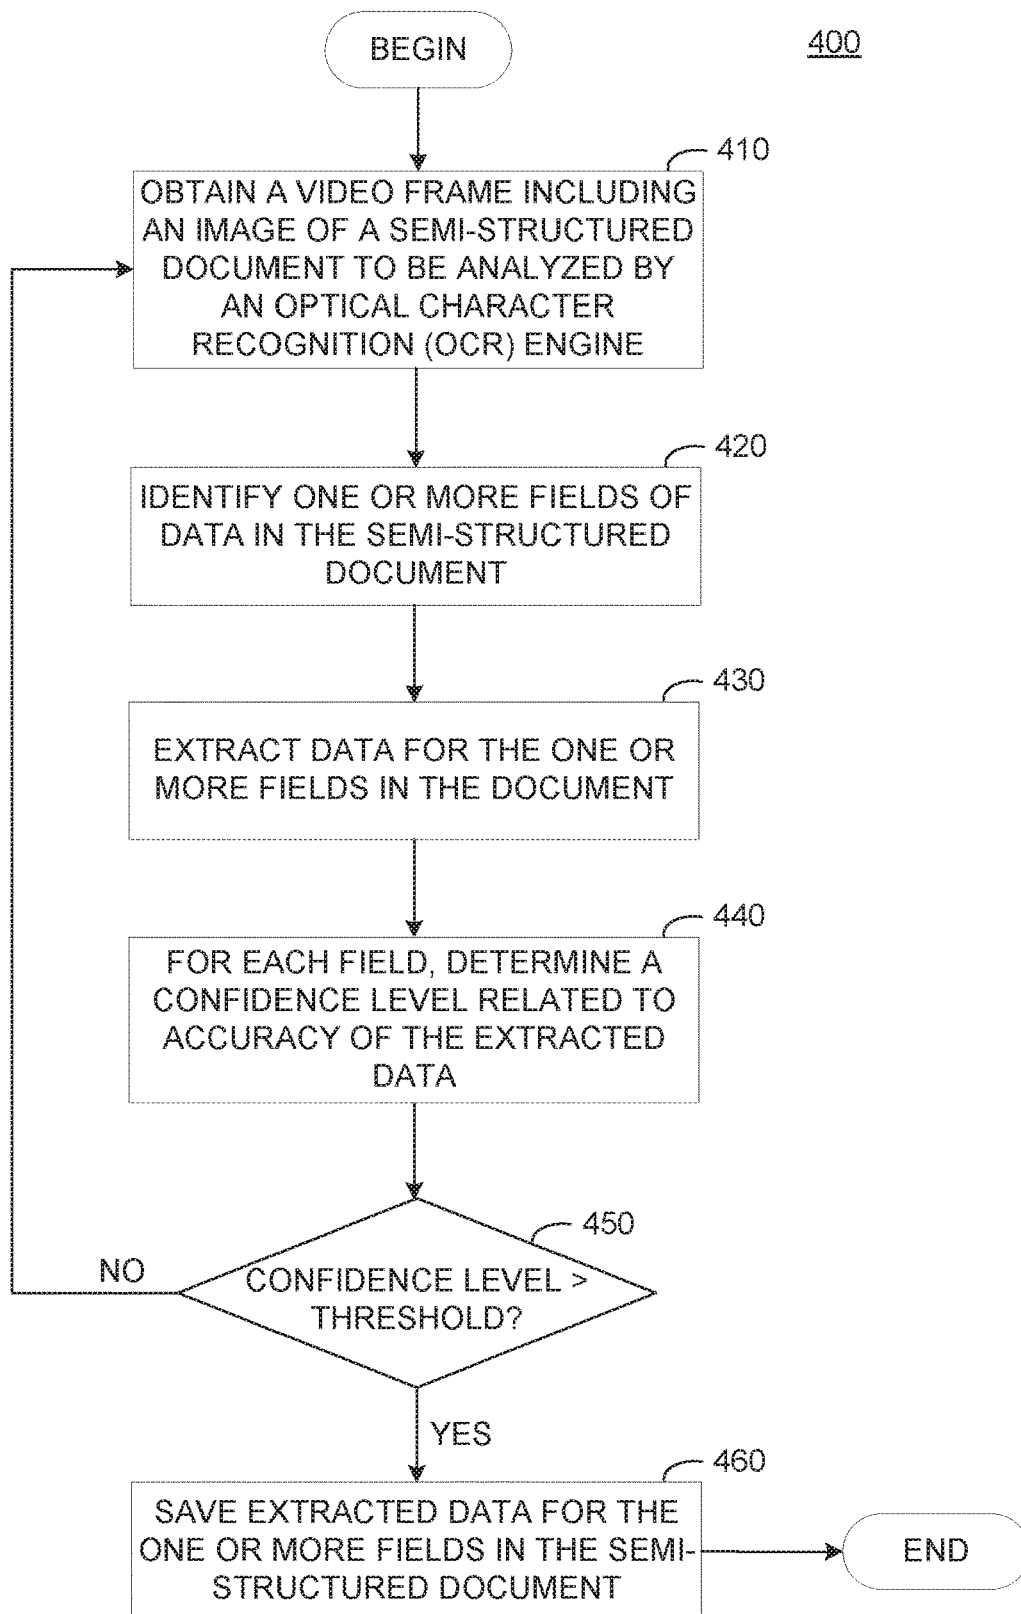 BEGIN
400
410
OBTAIN A VIDEO FRAME INCLUDING
AN IMAGE OF A SEMI-STRUCTURED
DOCUMENT TO BE ANALYZED BY
AN OPTICAL CHARACTER
RECOGNITION (OCR) ENGINE
420
IDENTIFY ONE OR MORE FIELDS OF
DATA IN THE SEMI-STRUCTURED
DOCUMENT
430
EXTRACT DATA FOR THE ONE OR
MORE FIELDS IN THE DOCUMENT
440
FOR EACH FIELD, DETERMINE A
CONFIDENCE LEVEL RELATED TO
ACCURACY OF THE EXTRACTED
DATA
450
NO
CONFIDENCE LEVEL >
THRESHOLD?
YES
460
SAVE EXTRACTED DATA FOR THE
ONE OR MORE FIELDS IN THE SEMI-
STRUCTURED DOCUMENT
END